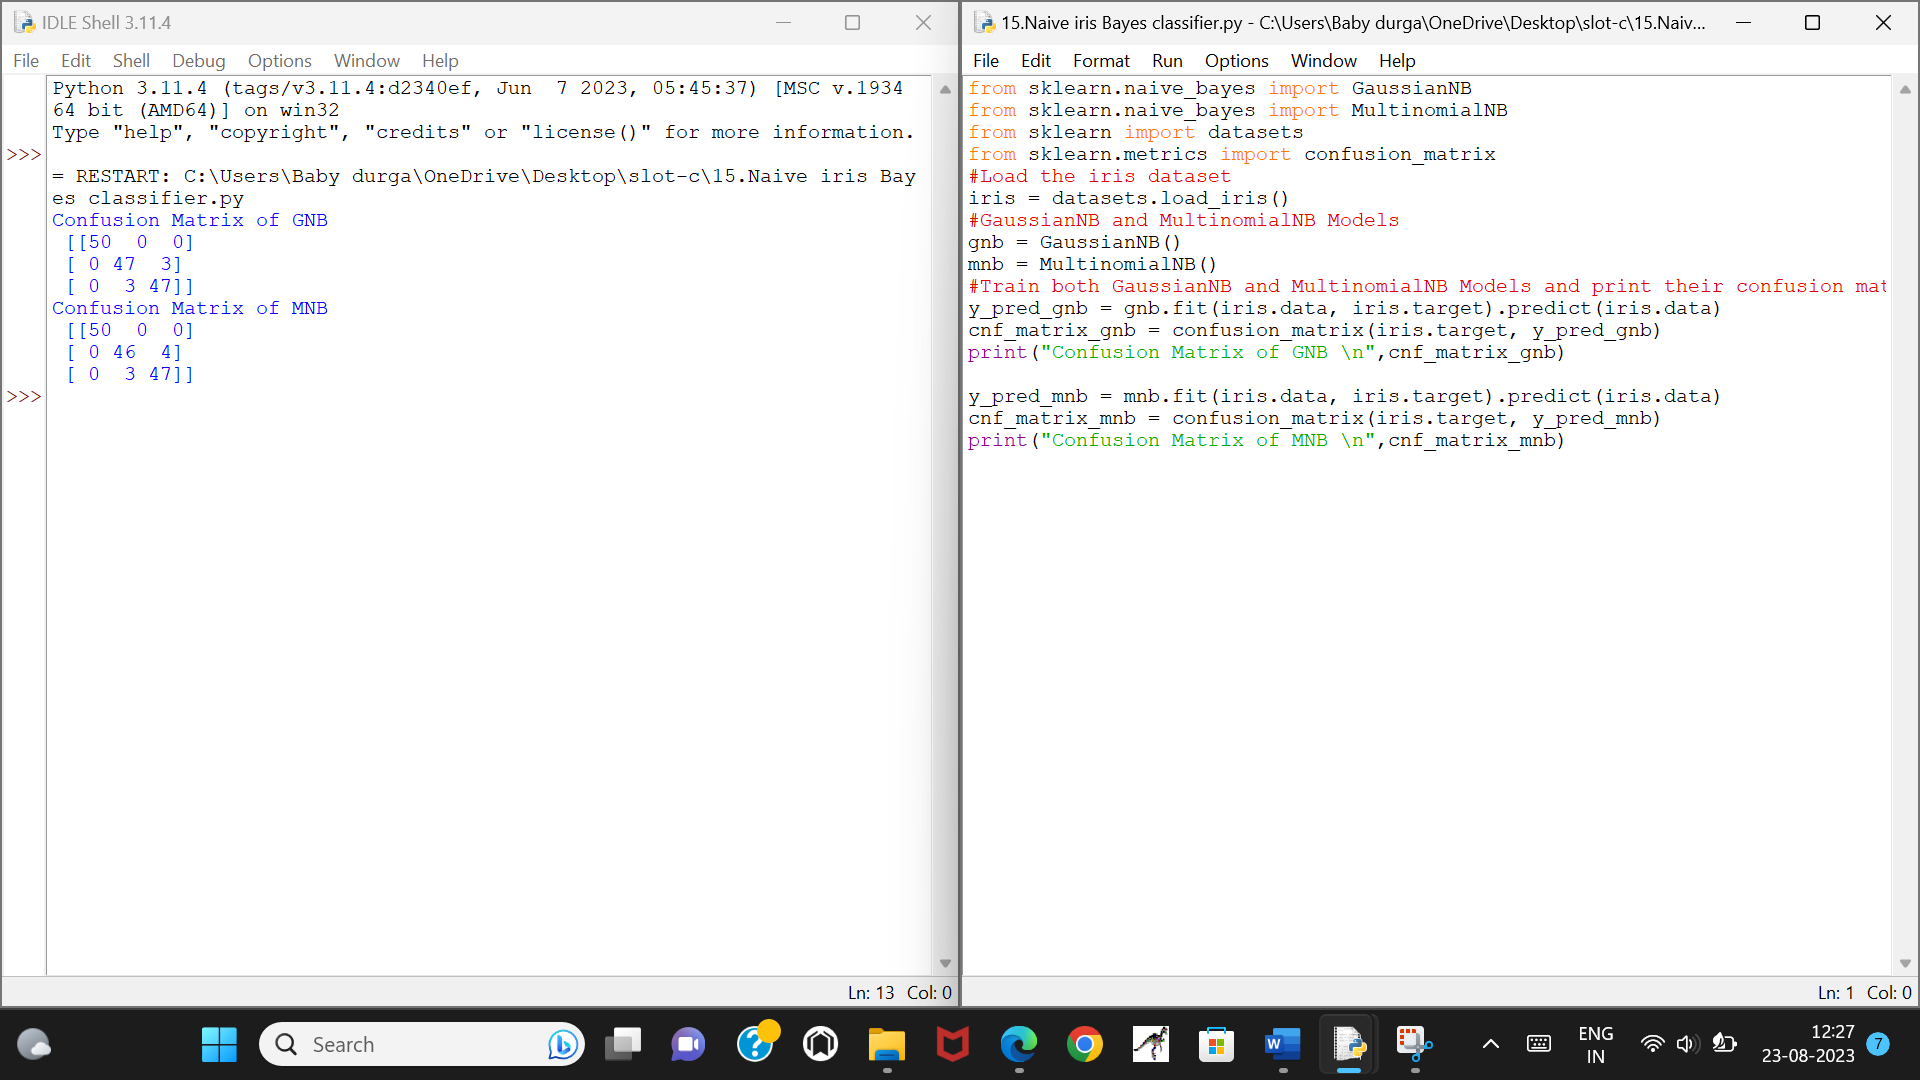 IDLE Shell 3.11.4
File Edit Shell Debug Options Window Help
Python 3.11.4 (tags/v3.11.4:d2340ef, Jun  7 2023, 05:45:37) [MSC v.1934
64 bit (AMD64)] on win32
Type "help", "copyright", "credits" or "license()" for more information.
>>>
= RESTART: C:\Users\Baby durga\OneDrive\Desktop\slot-c\15.Naive iris Bay
es classifier.py
Confusion Matrix of GNB
[[50  0  0]
[ 0 47  3]
[ 0  3 47]]
Confusion Matrix of MNB
[[50  0  0]
[ 0 46  4]
[ 0  3 47]]
>>>
Ln: 13 Col: 0
15.Naive iris Bayes classifier.py - C:\Users\Baby durga\OneDrive\Desktop\slot-c\15.Naiv...
File Edit Format Run Options Window Help
from sklearn.naive_bayes import GaussianNB
from sklearn.naive_bayes import MultinomialNB
from sklearn import datasets
from sklearn.metrics import confusion_matrix
#Load the iris dataset
iris = datasets.load_iris()
#GaussianNB and MultinomialNB Models
gnb = GaussianNB()
mnb = MultinomialNB()
#Train both GaussianNB and MultinomialNB Models and print their confusion mat
y_pred_gnb = gnb.fit(iris.data, iris.target).predict(iris.data)
cnf_matrix_gnb = confusion_matrix(iris.target, y_pred_gnb)
print("Confusion Matrix of GNB \n",cnf_matrix_gnb)
y_pred_mnb = mnb.fit(iris.data, iris.target).predict(iris.data)
cnf_matrix_mnb = confusion_matrix(iris.target, y_pred_mnb)
print("Confusion Matrix of MNB \n",cnf_matrix_mnb)
Ln: 1 Col: 0
Search
ENG
IN
12:27
23-08-2023
7